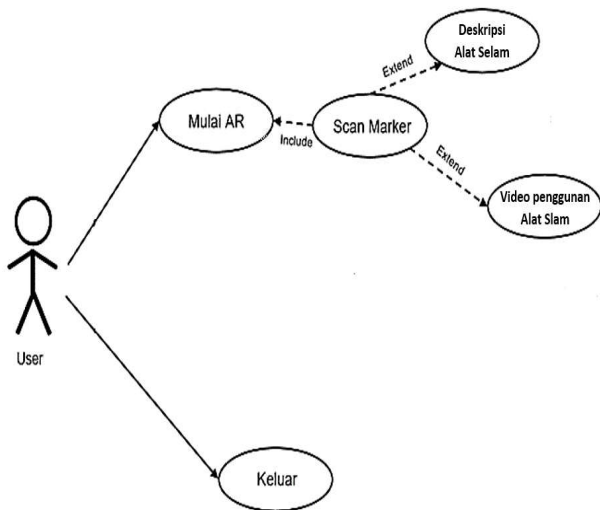 Deskripsi
Alat Selam
Extend
Mulai AR
Include
Scan Marker
Extend
Video penggunan
Alat Slam
User
Keluar